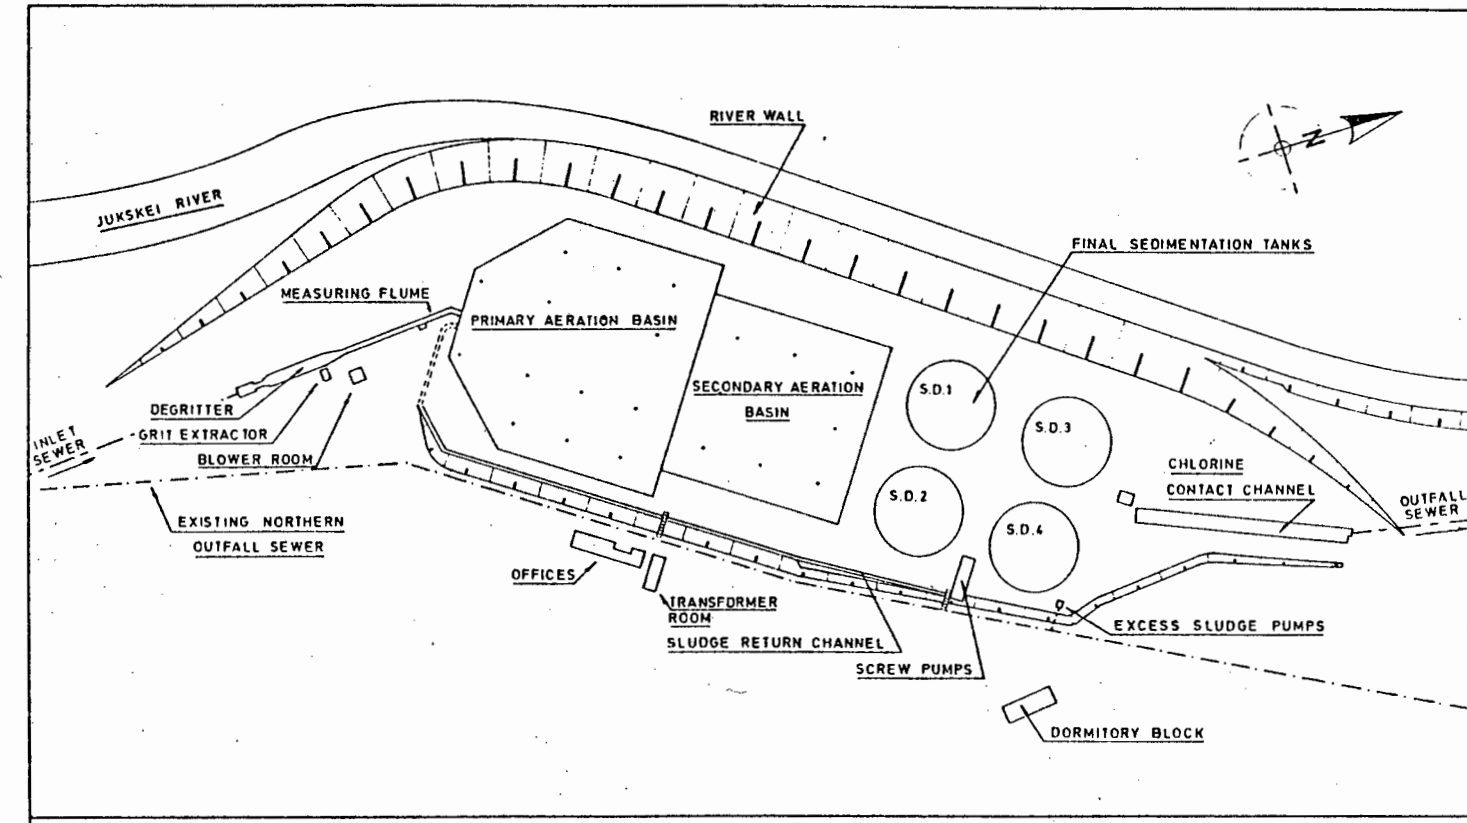 RIVER WALL
N
JUKSKEI RIVER
FINAL SEDIMENTATION TANKS
MEASURING FLUME
PRIMARY AERATION BASIN
SECONDARY AERATION
BASIN
S.D.1
S.D.3
S.D.2
S.D.4
DEGRITTER
GRIT EXTRACTOR
BLOWER ROOM
INLET
SEWER
CHLORINE
CONTACT CHANNEL
OUTFALL
SEWER
EXISTING NORTHERN
OUTFALL SEWER
OFFICES
TRANSFORMER
ROOM
SLUDGE RETURN CHANNEL
SCREW PUMPS
EXCESS SLUDGE PUMPS
DORMITORY BLOCK